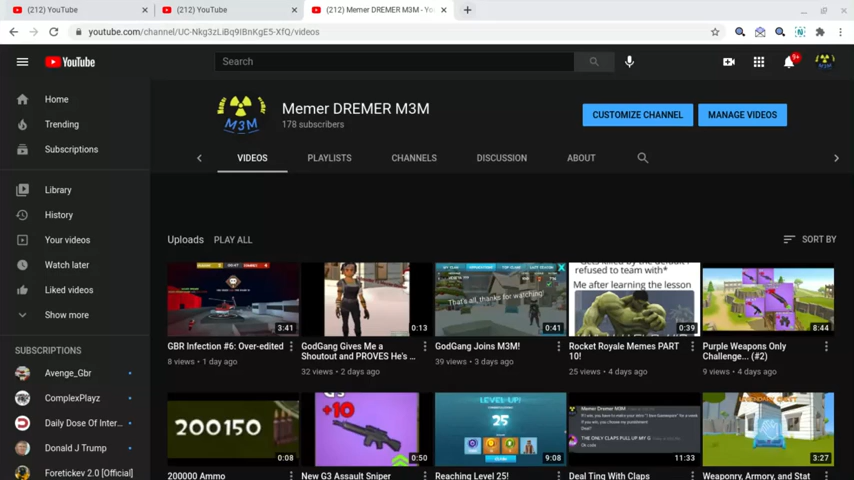 (212) YouTube
(212) YouTube
(212) Memer DREMER M3M - Yo
youtube.com/channel/UC-Nkg3zLiBq9IBnKgE5-XfQ/videos
YouTube
Search
9+
Home
Trending
Subscriptions
Library
History
Your videos
Watch later
Liked videos
Show more
SUBSCRIPTIONS
Avenge_Gbr
ComplexPlayz
Daily Dose Of Inter...
Donald J Trump
Foretickev 2.0 [Official]
M3M
Memer DREMER M3M
178 subscribers
CUSTOMIZE CHANNEL
MANAGE VIDEOS
VIDEOS PLAYLISTS CHANNELS DISCUSSION ABOUT
Uploads PLAY ALL
SORT BY
3:41
GBR Infection #6: Over-edited
8 views • 1 day ago
0:13
GodGang Gives Me a
Shoutout and PROVES He's ...
32 views • 2 days ago
That's all, thanks for watching!
0:41
GodGang Joins M3M!
39 views • 3 days ago
refused to team with*
Me after learning the lesson
0:39
Rocket Royale Memes PART
10!
25 views • 4 days ago
8:44
Purple Weapons Only
Challenge... (#2)
9 views • 4 days ago
200150
0:08
200000 Ammo
+10
0:50
New G3 Assault Sniper
LEVEL UP!
25
9:08
Reaching Level 25!
Memer Dremer M3M
THE ONLY CLAPS PULL UP MY G
11:33
Deal Ting With Claps
3:27
Weaponry, Armory, and Stat